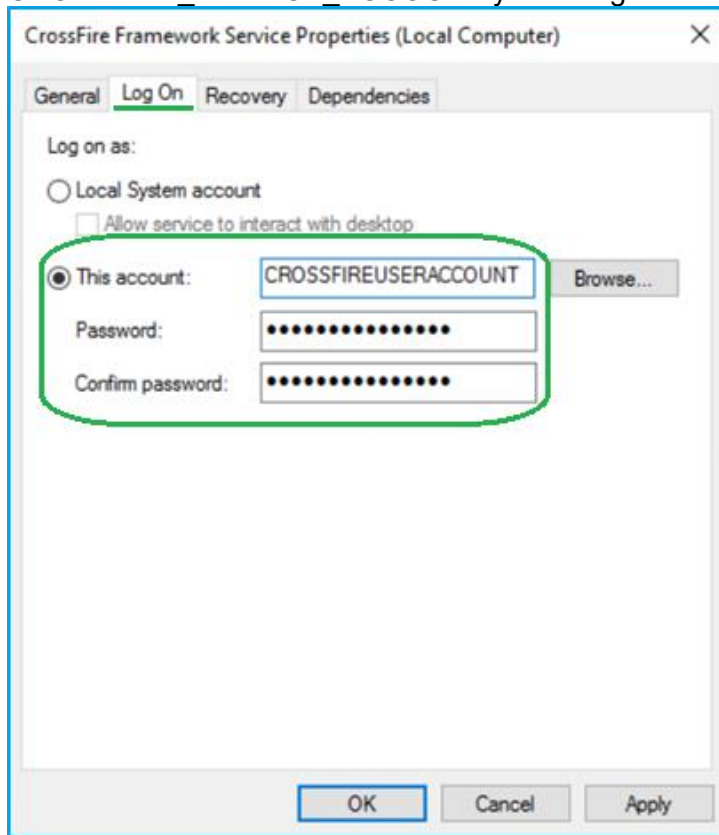 CrossFire Framework Service Properties (Local Computer)
General Log On Recovery Dependencies
Log on as:
Local System account
Allow service to interact with desktop
This account: CROSSFIREUSERACCOUNT Browse...
Password: •••••••••••••••
Confirm password: •••••••••••••••
OK Cancel Apply